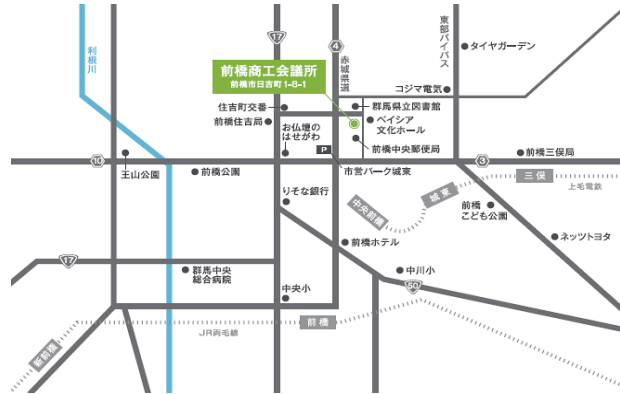 17
4
利根川
赤城県道
東部バイパス
タイヤガーデン
前橋商工会議所
前橋市日吉町1-8-1
コジマ電気
住吉町交番
群馬県立図書館
前橋住吉局
お仏壇の
はせがわ
ベイシア
文化ホール
P
前橋中央郵便局
10
3
前橋三俣局
王山公園
前橋公園
市営パーク城東
三俣
上毛電鉄
城東
りそな銀行
中央前橋
前橋
こども公園
前橋ホテル
ネッツトヨタ
17
群馬中央
総合病院
中川小
50
中央小
前橋
JR両毛線
新前橋